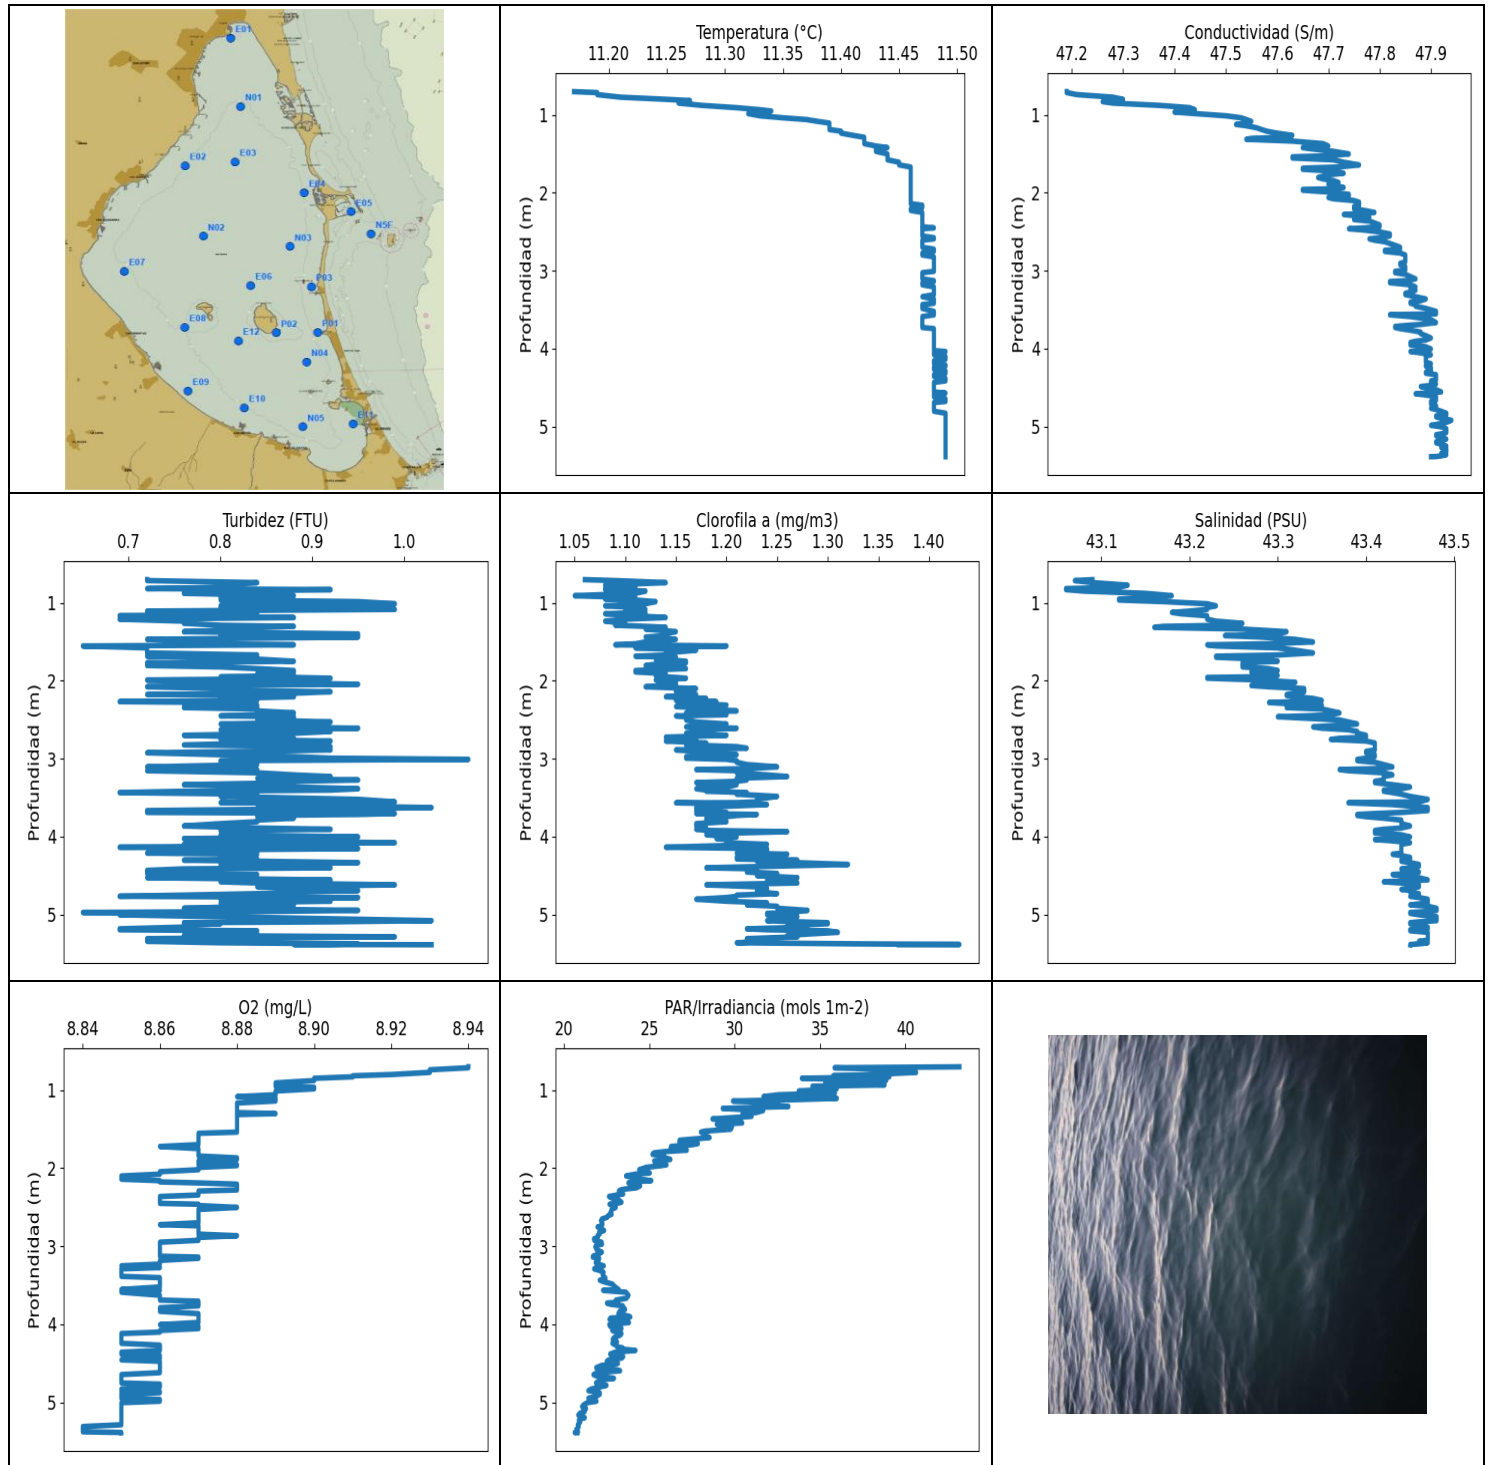 E01
N01
E02
E03
E04
E05
N5F
N02
N03
E07
E06
P03
E08
E12
P02
P01
N04
E09
E10
N05
E11
Temperatura (°C)
11.20 11.25 11.30 11.35 11.40 11.45 11.50
Profundidad (m)
1
2
3
4
5
Conductividad (S/m)
47.2 47.3 47.4 47.5 47.6 47.7 47.8 47.9
Profundidad (m)
1
2
3
4
5
Turbidez (FTU)
0.7 0.8 0.9 1.0
Profundidad (m)
1
2
3
4
5
Clorofila a (mg/m3)
1.05 1.10 1.15 1.20 1.25 1.30 1.35 1.40
Profundidad (m)
1
2
3
4
5
Salinidad (PSU)
43.1 43.2 43.3 43.4 43.5
Profundidad (m)
1
2
3
4
5
O2 (mg/L)
8.84 8.86 8.88 8.90 8.92 8.94
Profundidad (m)
1
2
3
4
5
PAR/Irradiancia (mols 1m-2)
20 25 30 35 40
Profundidad (m)
1
2
3
4
5